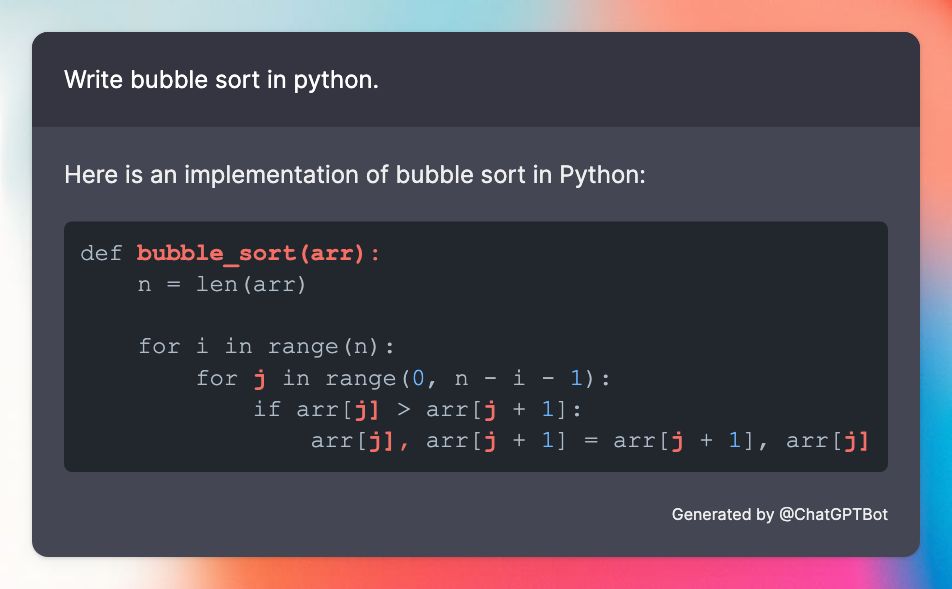 Write bubble sort in python.
Here is an implementation of bubble sort in Python:
def bubble_sort(arr):
    n = len(arr)

    for i in range(n):
        for j in range(0, n - i - 1):
            if arr[j] > arr[j + 1]:
                arr[j], arr[j + 1] = arr[j + 1], arr[j]
Generated by @ChatGPTBot